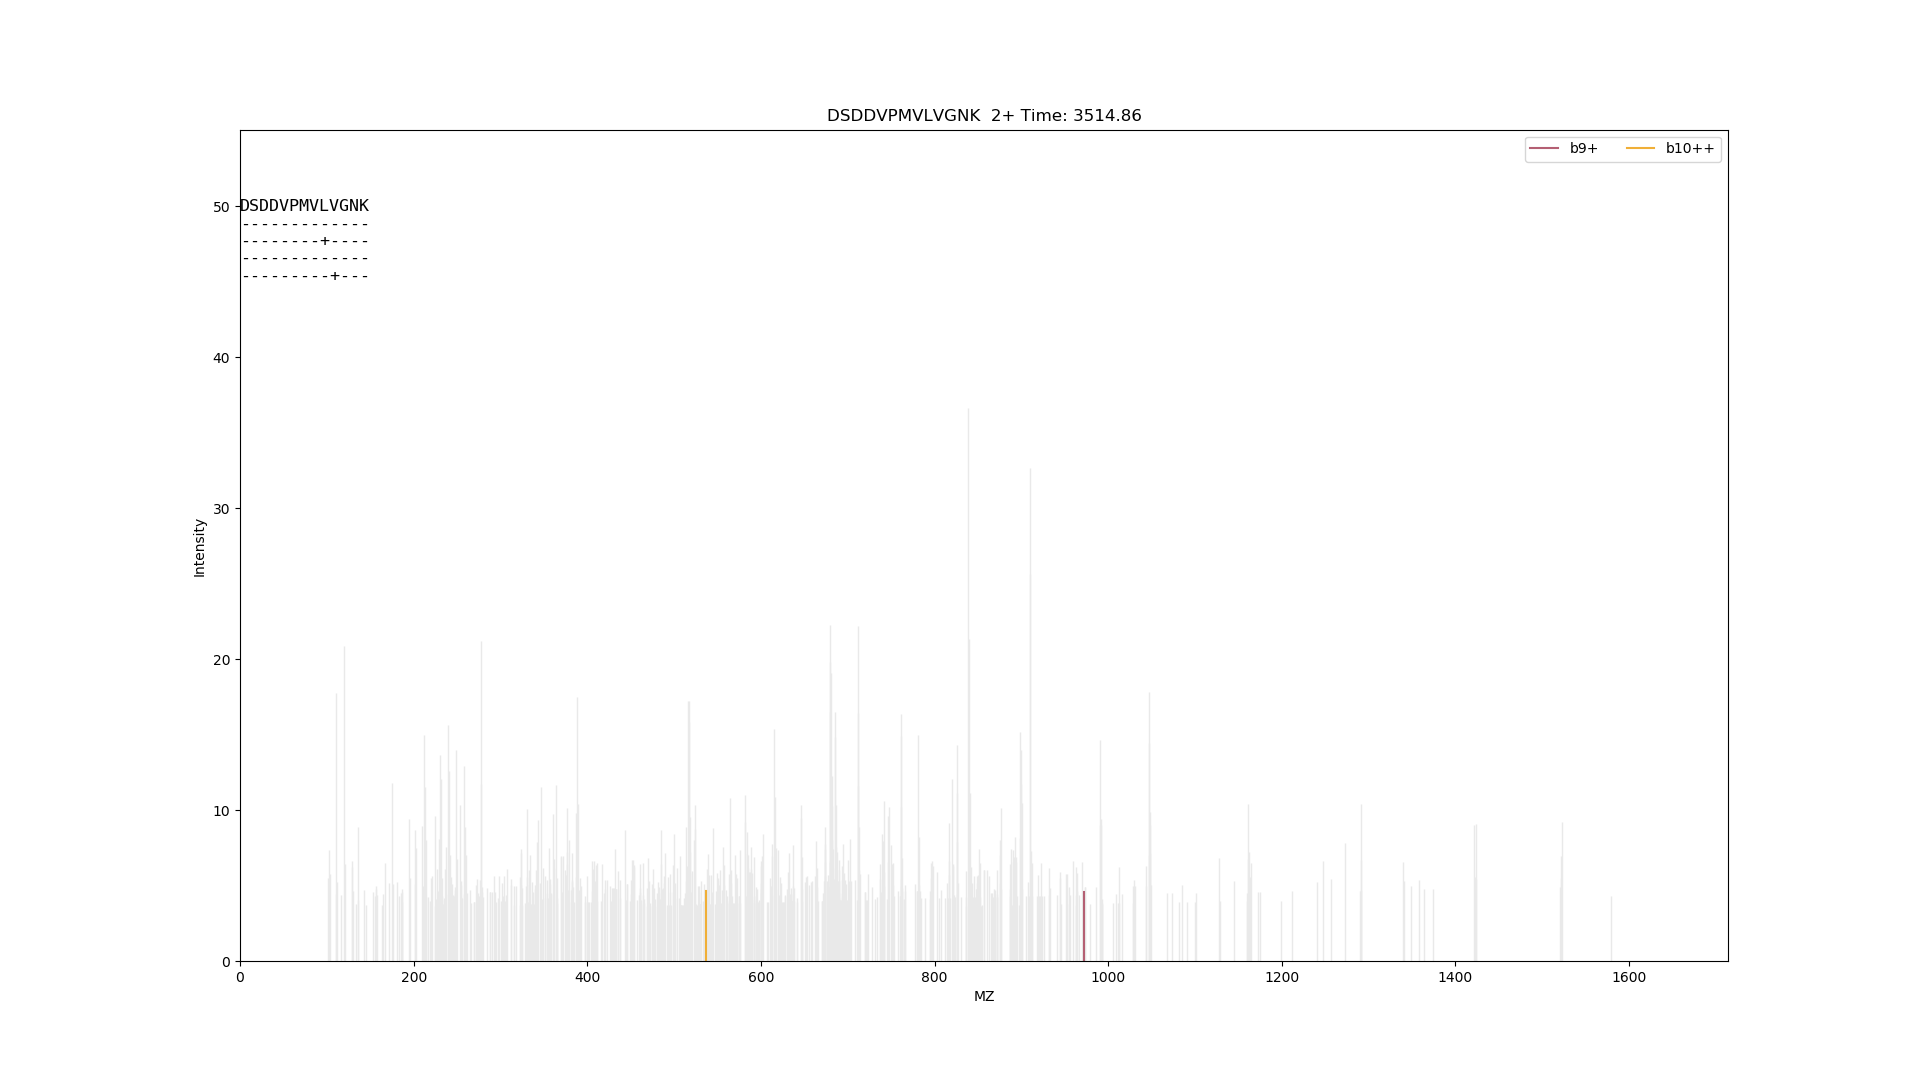 DSDDVPMVLVGNK  2+ Time: 3514.86
b9+
b10++
DSDDVPMVLVGNK
-------------
--------+----
-------------
---------+---
50
40
30
20
10
0
Intensity
0 200 400 600 800 1000 1200 1400 1600
MZ